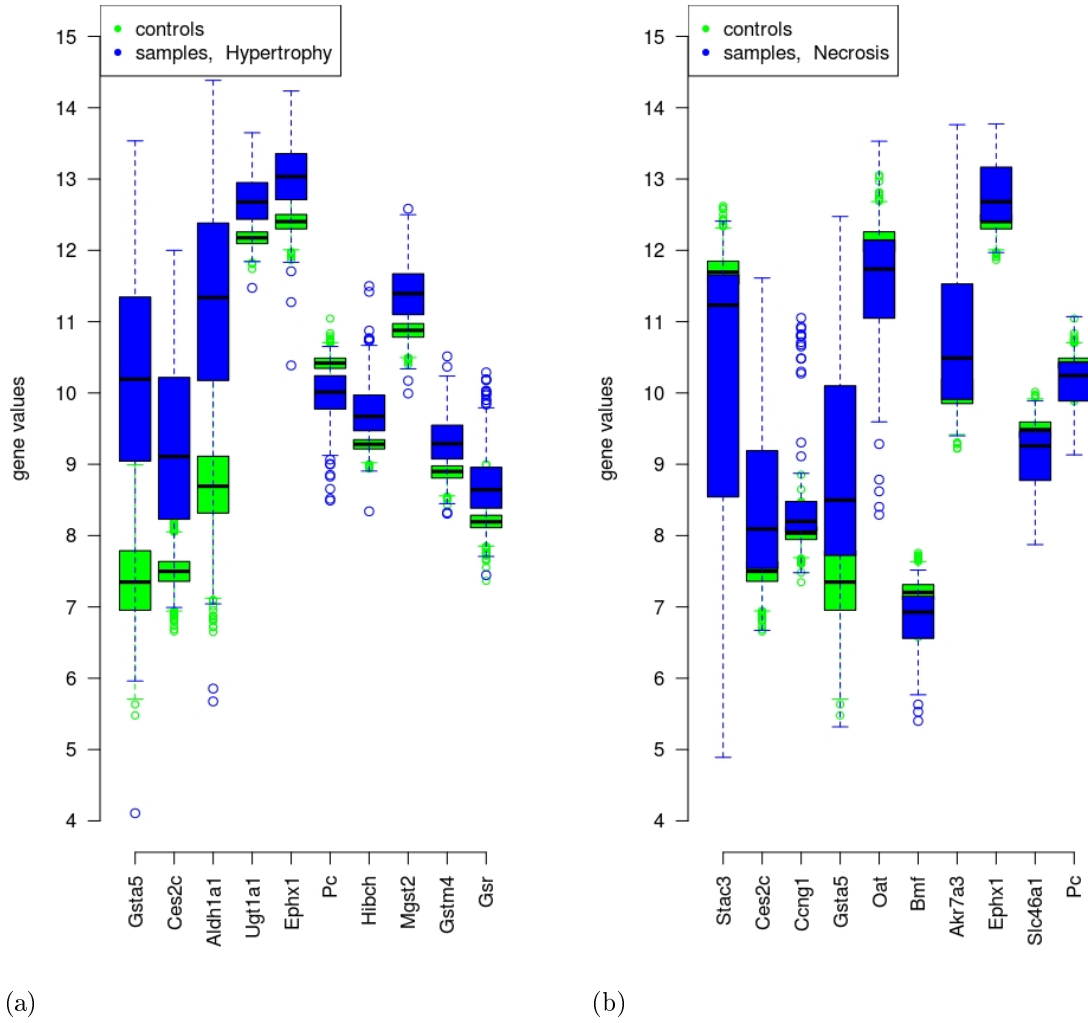 controls
samples, Hypertrophy
15
14
13
12
11
10
9
8
7
6
5
4
gene values
Gsta5
Ces2c
Aldh1a1
Ugt1a1
Ephx1
Pc
Hibch
Mgst2
Gstm4
Gsr
(a)
controls
samples, Necrosis
15
14
13
12
11
10
9
8
7
6
5
4
gene values
Stac3
Ces2c
Ccng1
Gsta5
Oat
Bmf
Akr7a3
Ephx1
Slc46a1
Pc
(b)